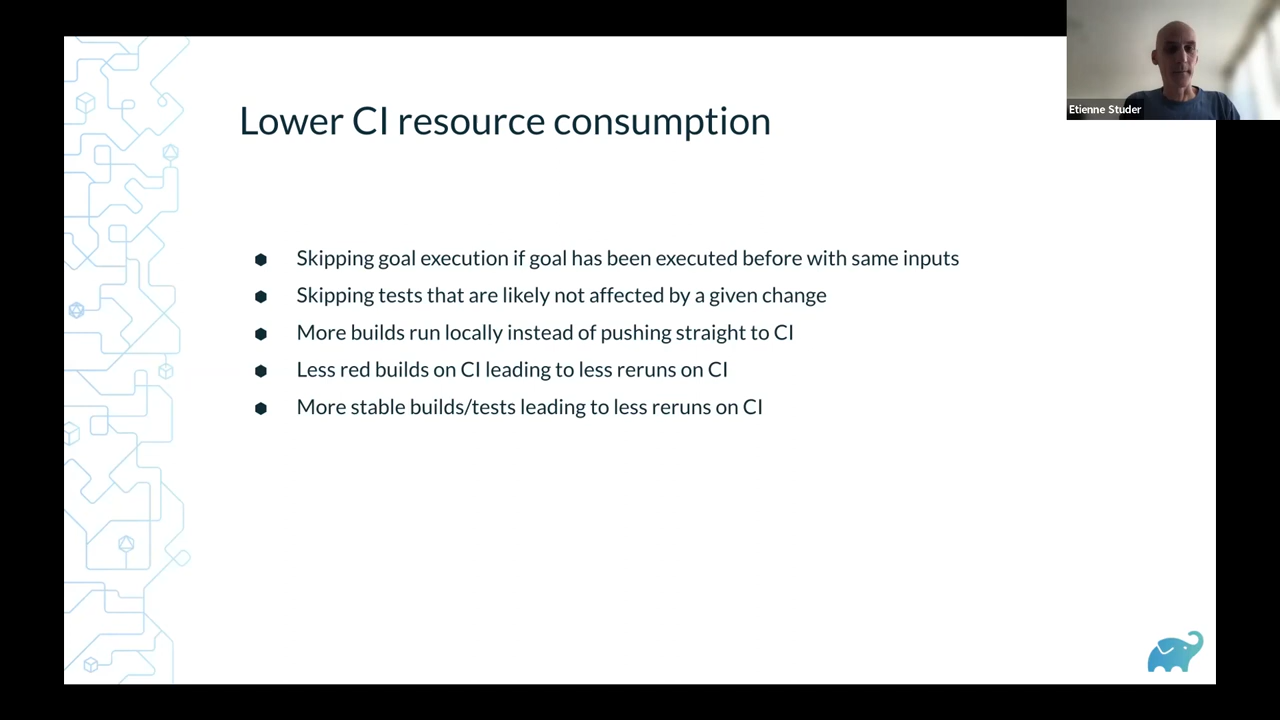 Etienne Studer
Lower CI resource consumption
Skipping goal execution if goal has been executed before with same inputs
Skipping tests that are likely not affected by a given change
More builds run locally instead of pushing straight to CI
Less red builds on CI leading to less reruns on CI
More stable builds/tests leading to less reruns on CI